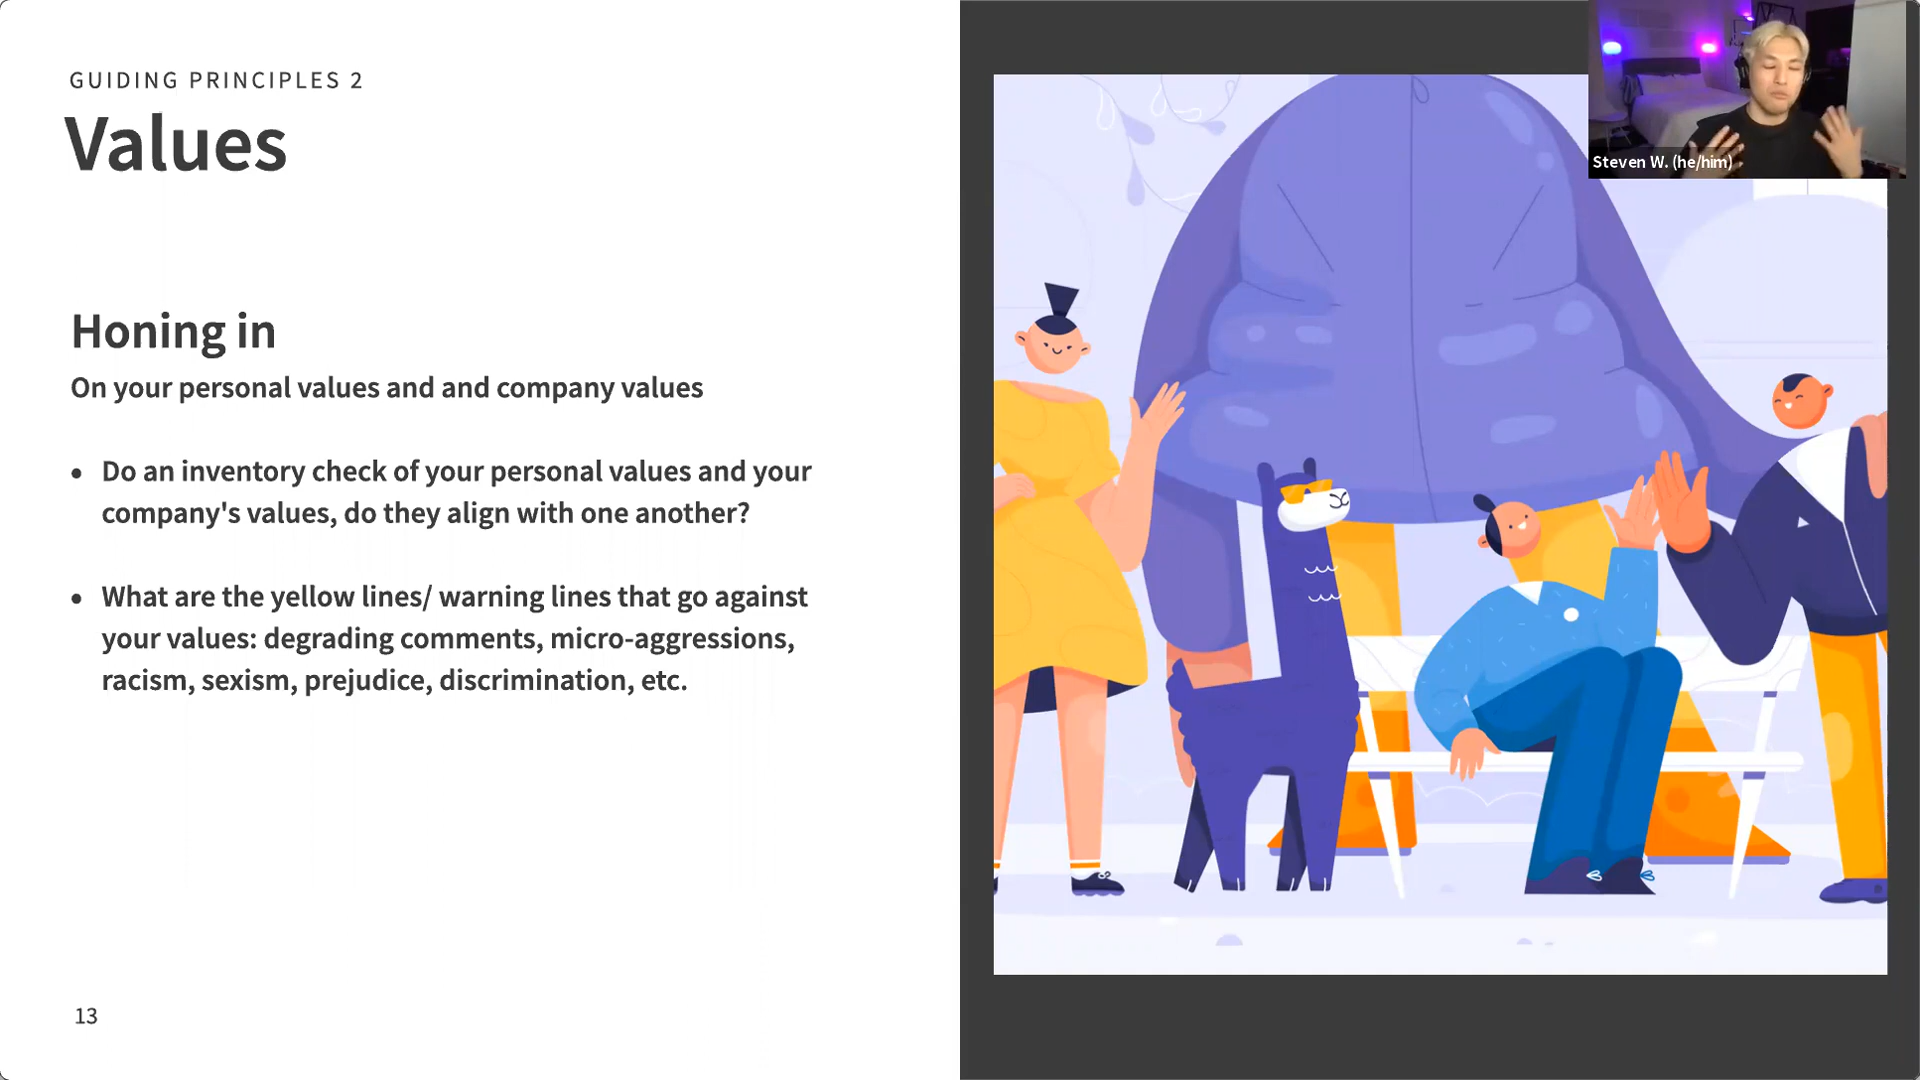 GUIDING PRINCIPLES 2
Values
Honing in
On your personal values and and company values
• Do an inventory check of your personal values and your
company's values, do they align with one another?
• What are the yellow lines/ warning lines that go against
your values: degrading comments, micro-aggressions,
racism, sexism, prejudice, discrimination, etc.
13
Steven W. (he/him)